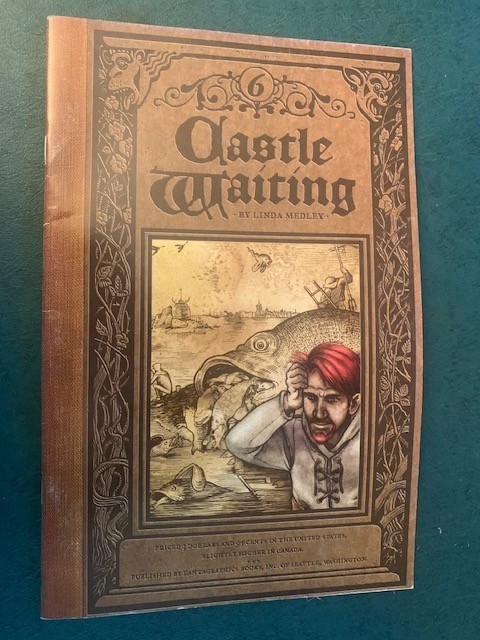 6
Castle
Waiting
· BY LINDA MEDLEY ·
PRICED 3 DOLLARS AND 95 CENTS IN THE UNITED STATES,
SLIGHTLY HIGHER IN CANADA.
PUBLISHED BY FANTAGRAPHICS BOOKS, INC. OF SEATTLE, WASHINGTON.